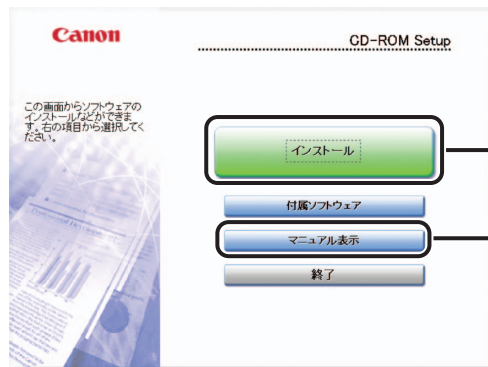 Canon
CD-ROM Setup
この画面からソフトウェアの
インストールなどができま
す。右の項目から選択してく
ださい。
インストール
付属ソフトウェア
マニュアル表示
終了